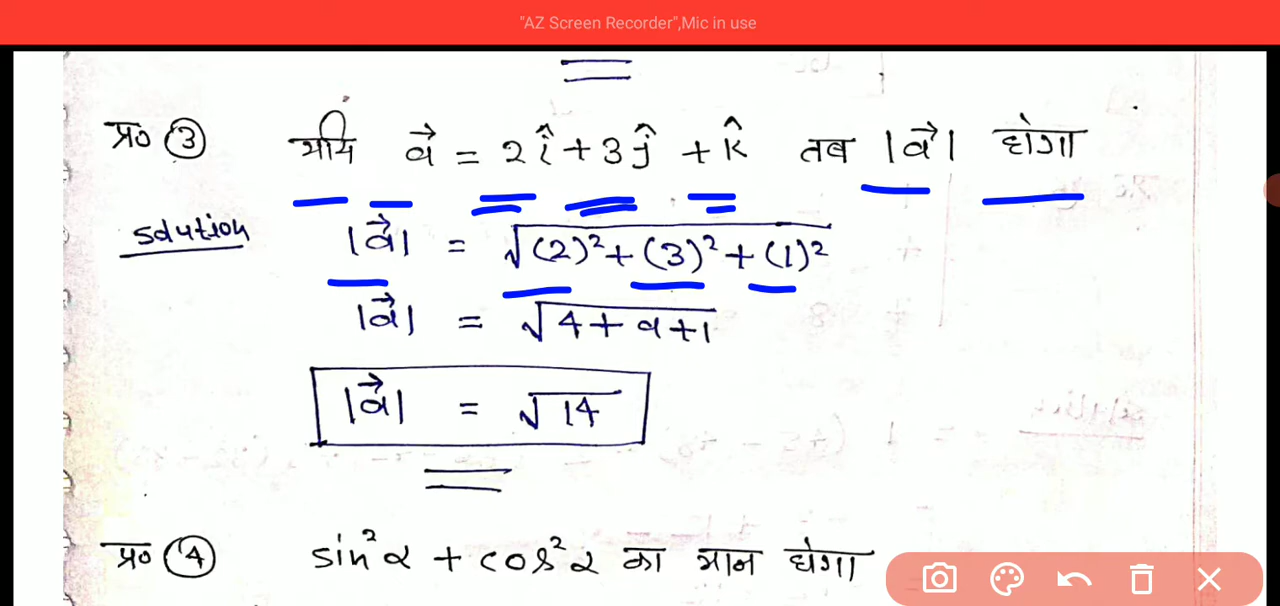 "AZ Screen Recorder",Mic in use
प्र० ③ यदि a⃗ = 2î + 3ĵ + k̂ तब |a⃗| होगा
Solution |a⃗| = √(2)² + (3)² + (1)²
|a⃗| = √4 + 9 + 1
|a⃗| = √14
प्र० ④ sin²α + cos²α का मान होगा